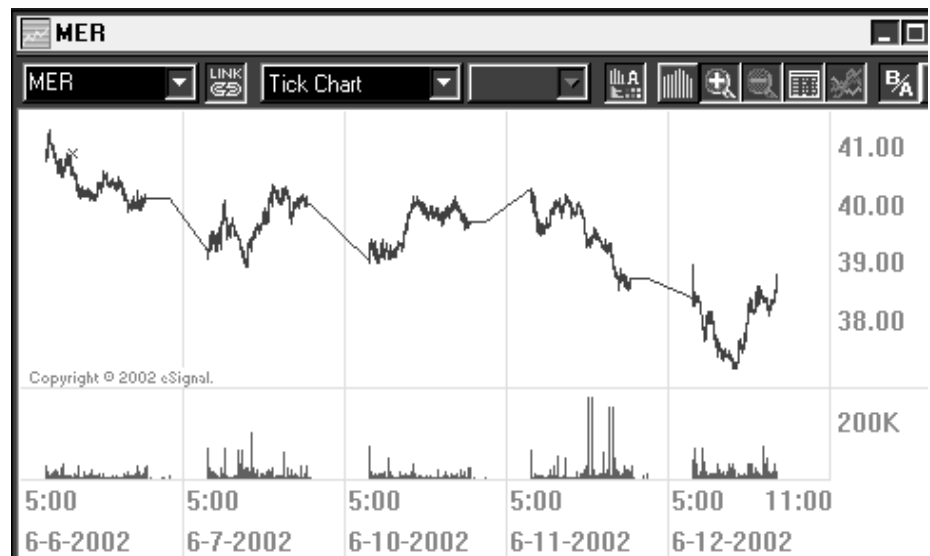 MER
MER LINK Tick Chart A B/A
41.00
40.00
39.00
38.00
Copyright © 2002 eSignal.
200K
5:00 5:00 5:00 5:00 5:00 11:00
6-6-2002 6-7-2002 6-10-2002 6-11-2002 6-12-2002